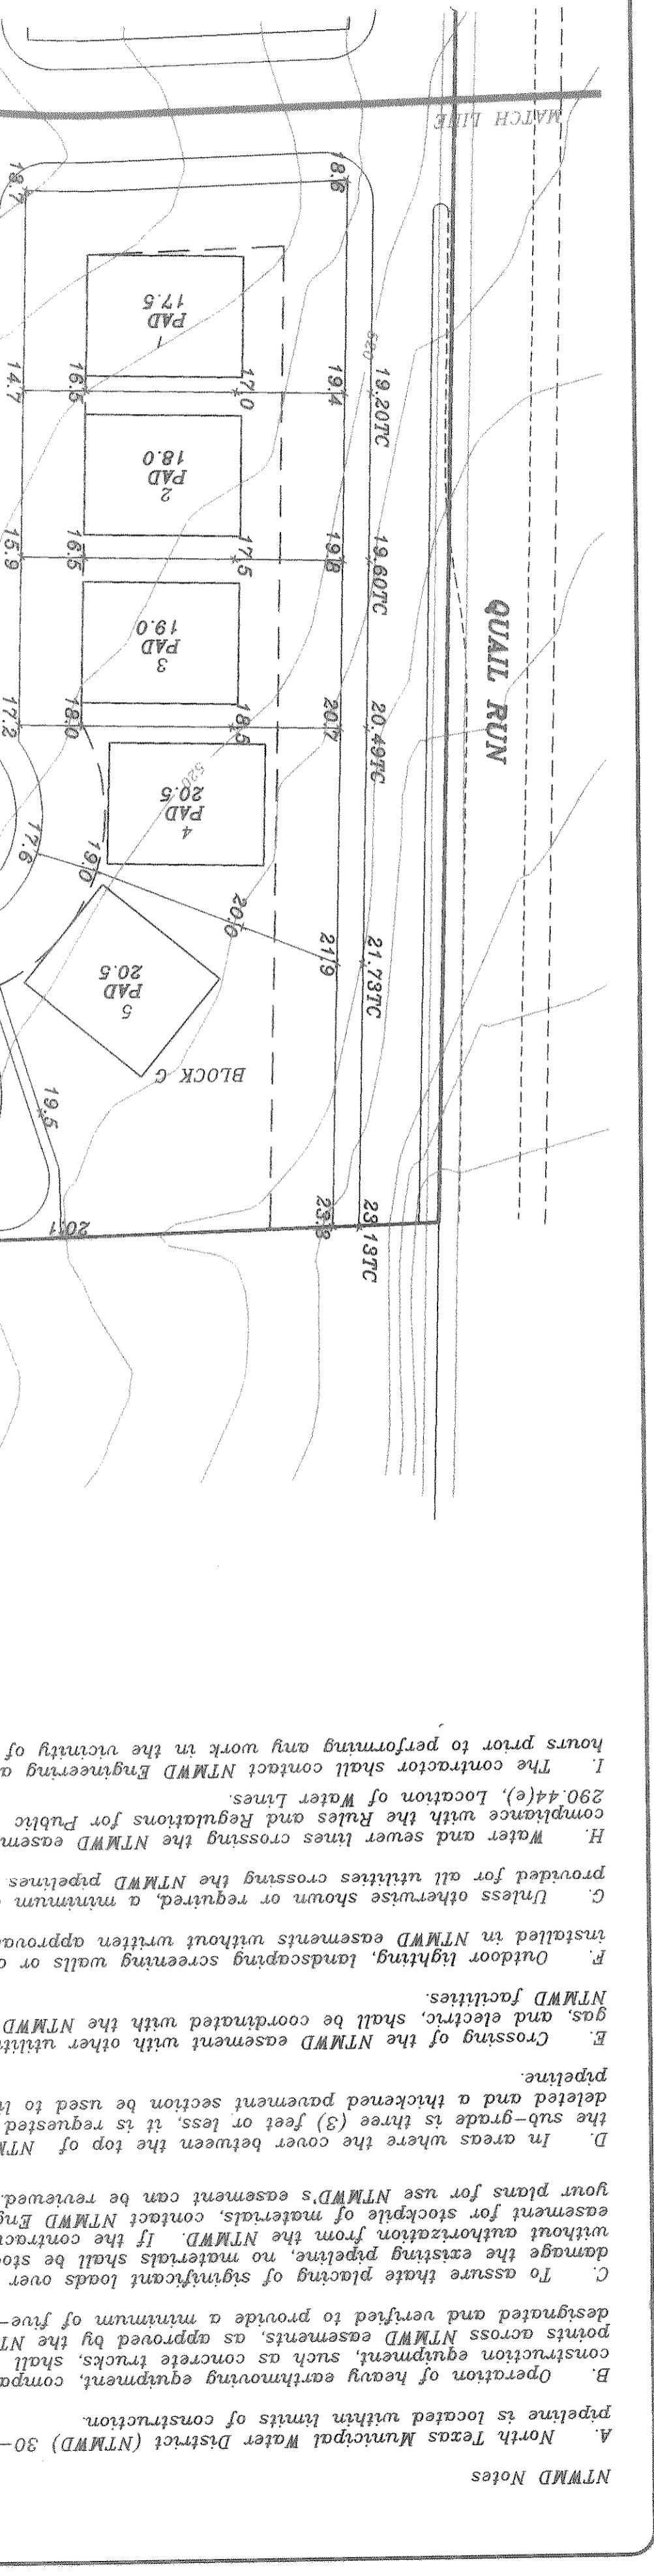 NTWMD Notes
A. North Texas Municipal Water District (NTMWD) 30-
pipeline is located within limits of construction.
B. Operation of heavy earthmoving equipment, compa
construction equipment, such as concrete trucks, shall
points across NTMWD easements, as approved by the NT
designated and verified to provide a minimum of five-
C. To assure thate placing of siginificant loads over
damage the existing pipeline, no materials shall be sto
without authorization from the NTMWD. If the contrac
easement for stockpile of materials, contact NTMWD Eng
your plans for use NTMWD's easement can be reviewed.
D. In areas where the cover between the top of NTM
the sub-grade is three (3) feet or less, it is requested
deleted and a thickened pavement section be used to li
pipeline.
E. Crossing of the NTMWD easement with other utiliti
gas, and electric, shall be coordinated with the NTMWD
NTMWD facilities.
F. Outdoor lighting, landscaping screening walls or o
installed in NTMWD easements without written approva
G. Unless otherwise shown or required, a minimum
provided for all utilities crossing the NTMWD pipelines
H. Water and sewer lines crossing the NTMWD easem
compliance with the Rules and Regulations for Public
290.44(e), Location of Water Lines.
I. The contractor shall contact NTMWD Engineering a
hours prior to performing any work in the vicinity of
20.1
23.3
23.13TC
19.5
BLOCK G
5
PAD
20.5
21.9
21.73TC
20.0
19.0
17.6
4
PAD
20.5
520
17.2
18.0
18.5
20.7
20.49TC
QUAIL RUN
3
PAD
19.0
15.9
16.5
17.5
19.8
19.60TC
2
PAD
18.0
14.7
16.5
17.0
19.4
19.20TC
520
1
PAD
17.5
18.6
MATCH LINE